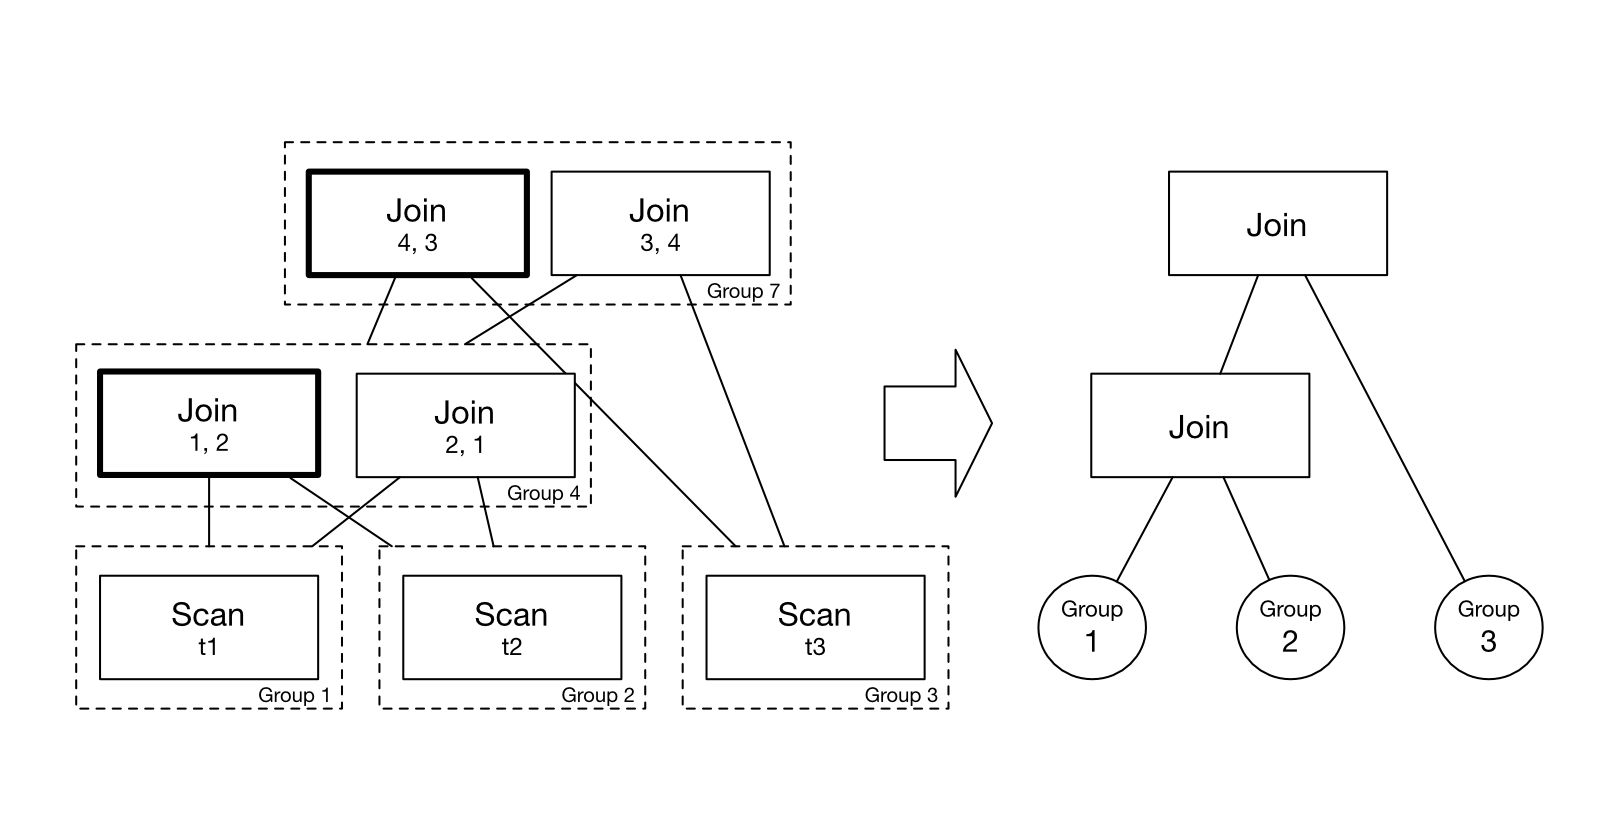 Join
4, 3
Join
3, 4
Group 7
Join
1, 2
Join
2, 1
Group 4
Scan
t1
Group 1
Scan
t2
Group 2
Scan
t3
Group 3
Join
Join
Group
1
Group
2
Group
3